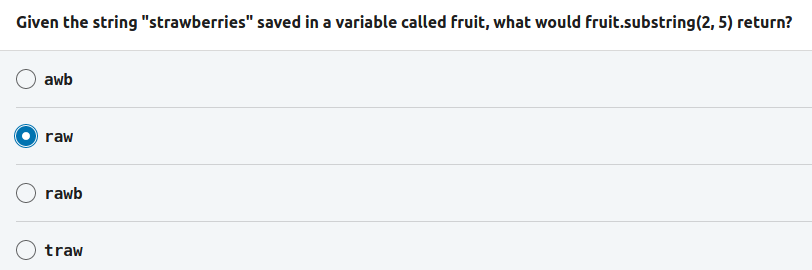 Given the string "strawberries" saved in a variable called fruit, what would fruit.substring(2, 5) return?
awb
raw
rawb
traw